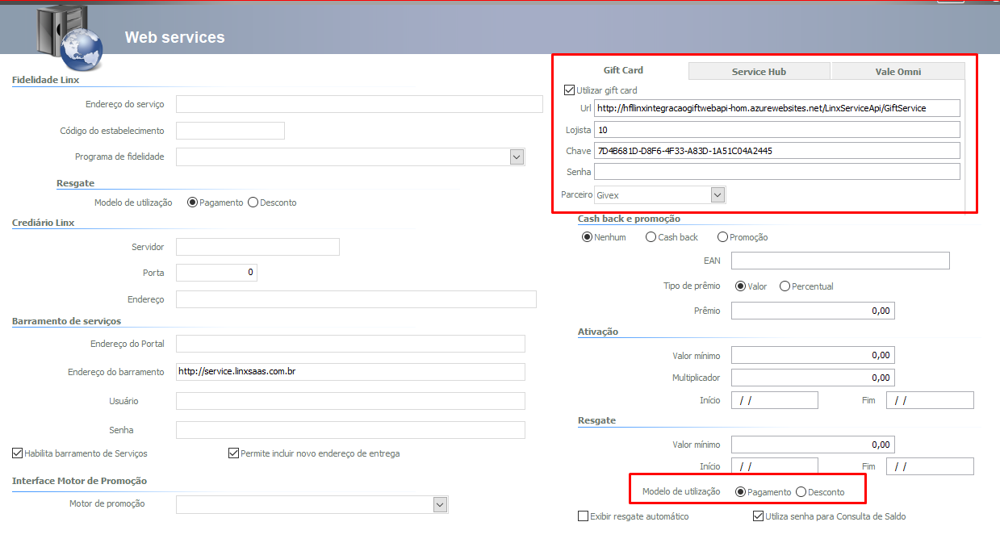 Web services
Fidelidade Linx
Endereço do serviço
Código do estabelecimento
Programa de fidelidade
Resgate
Modelo de utilização Pagamento Desconto
Crediário Linx
Servidor
Porta 0
Endereço
Barramento de serviços
Endereço do Portal
Endereço do barramento http://service.linxsaas.com.br
Usuário
Senha
Habilita barramento de Serviços Permite incluir novo endereço de entrega
Interface Motor de Promoção
Motor de promoção
Gift Card Service Hub Vale Omni
Utilizar gift card
Url http://hfllinxintegracaogiftwebapi-hom.azurewebsites.net/LinxServiceApi/GiftService
Lojista 10
Chave 7D4B681D-D8F6-4F33-A83D-1A51C04A2445
Senha
Parceiro Givex
Cash back e promoção
Nenhum Cash back Promoção
EAN
Tipo de prêmio Valor Percentual
Prêmio 0,00
Ativação
Valor mínimo 0,00
Multiplicador 0,00
Início / / Fim / /
Resgate
Valor mínimo 0,00
Início / / Fim / /
Modelo de utilização Pagamento Desconto
Exibir resgate automático Utiliza senha para Consulta de Saldo